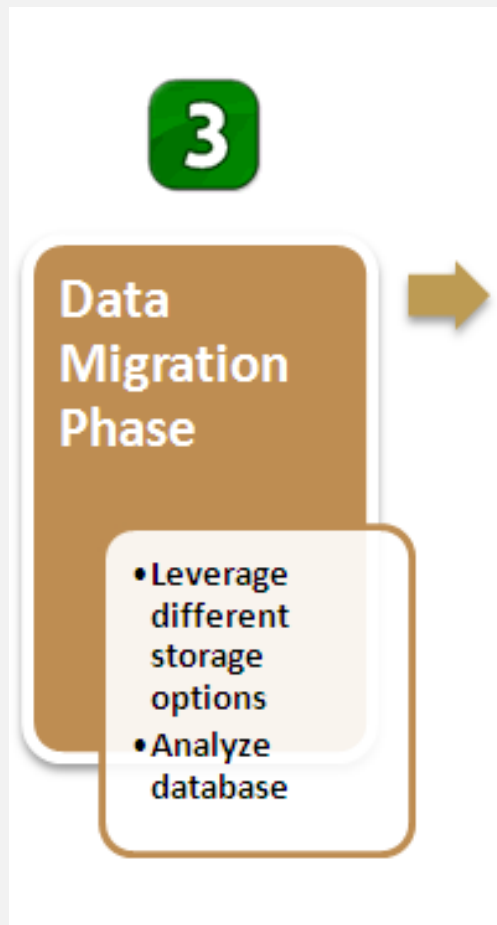 3
Data
Migration
Phase
•Leverage
different
storage
options
•Analyze
database